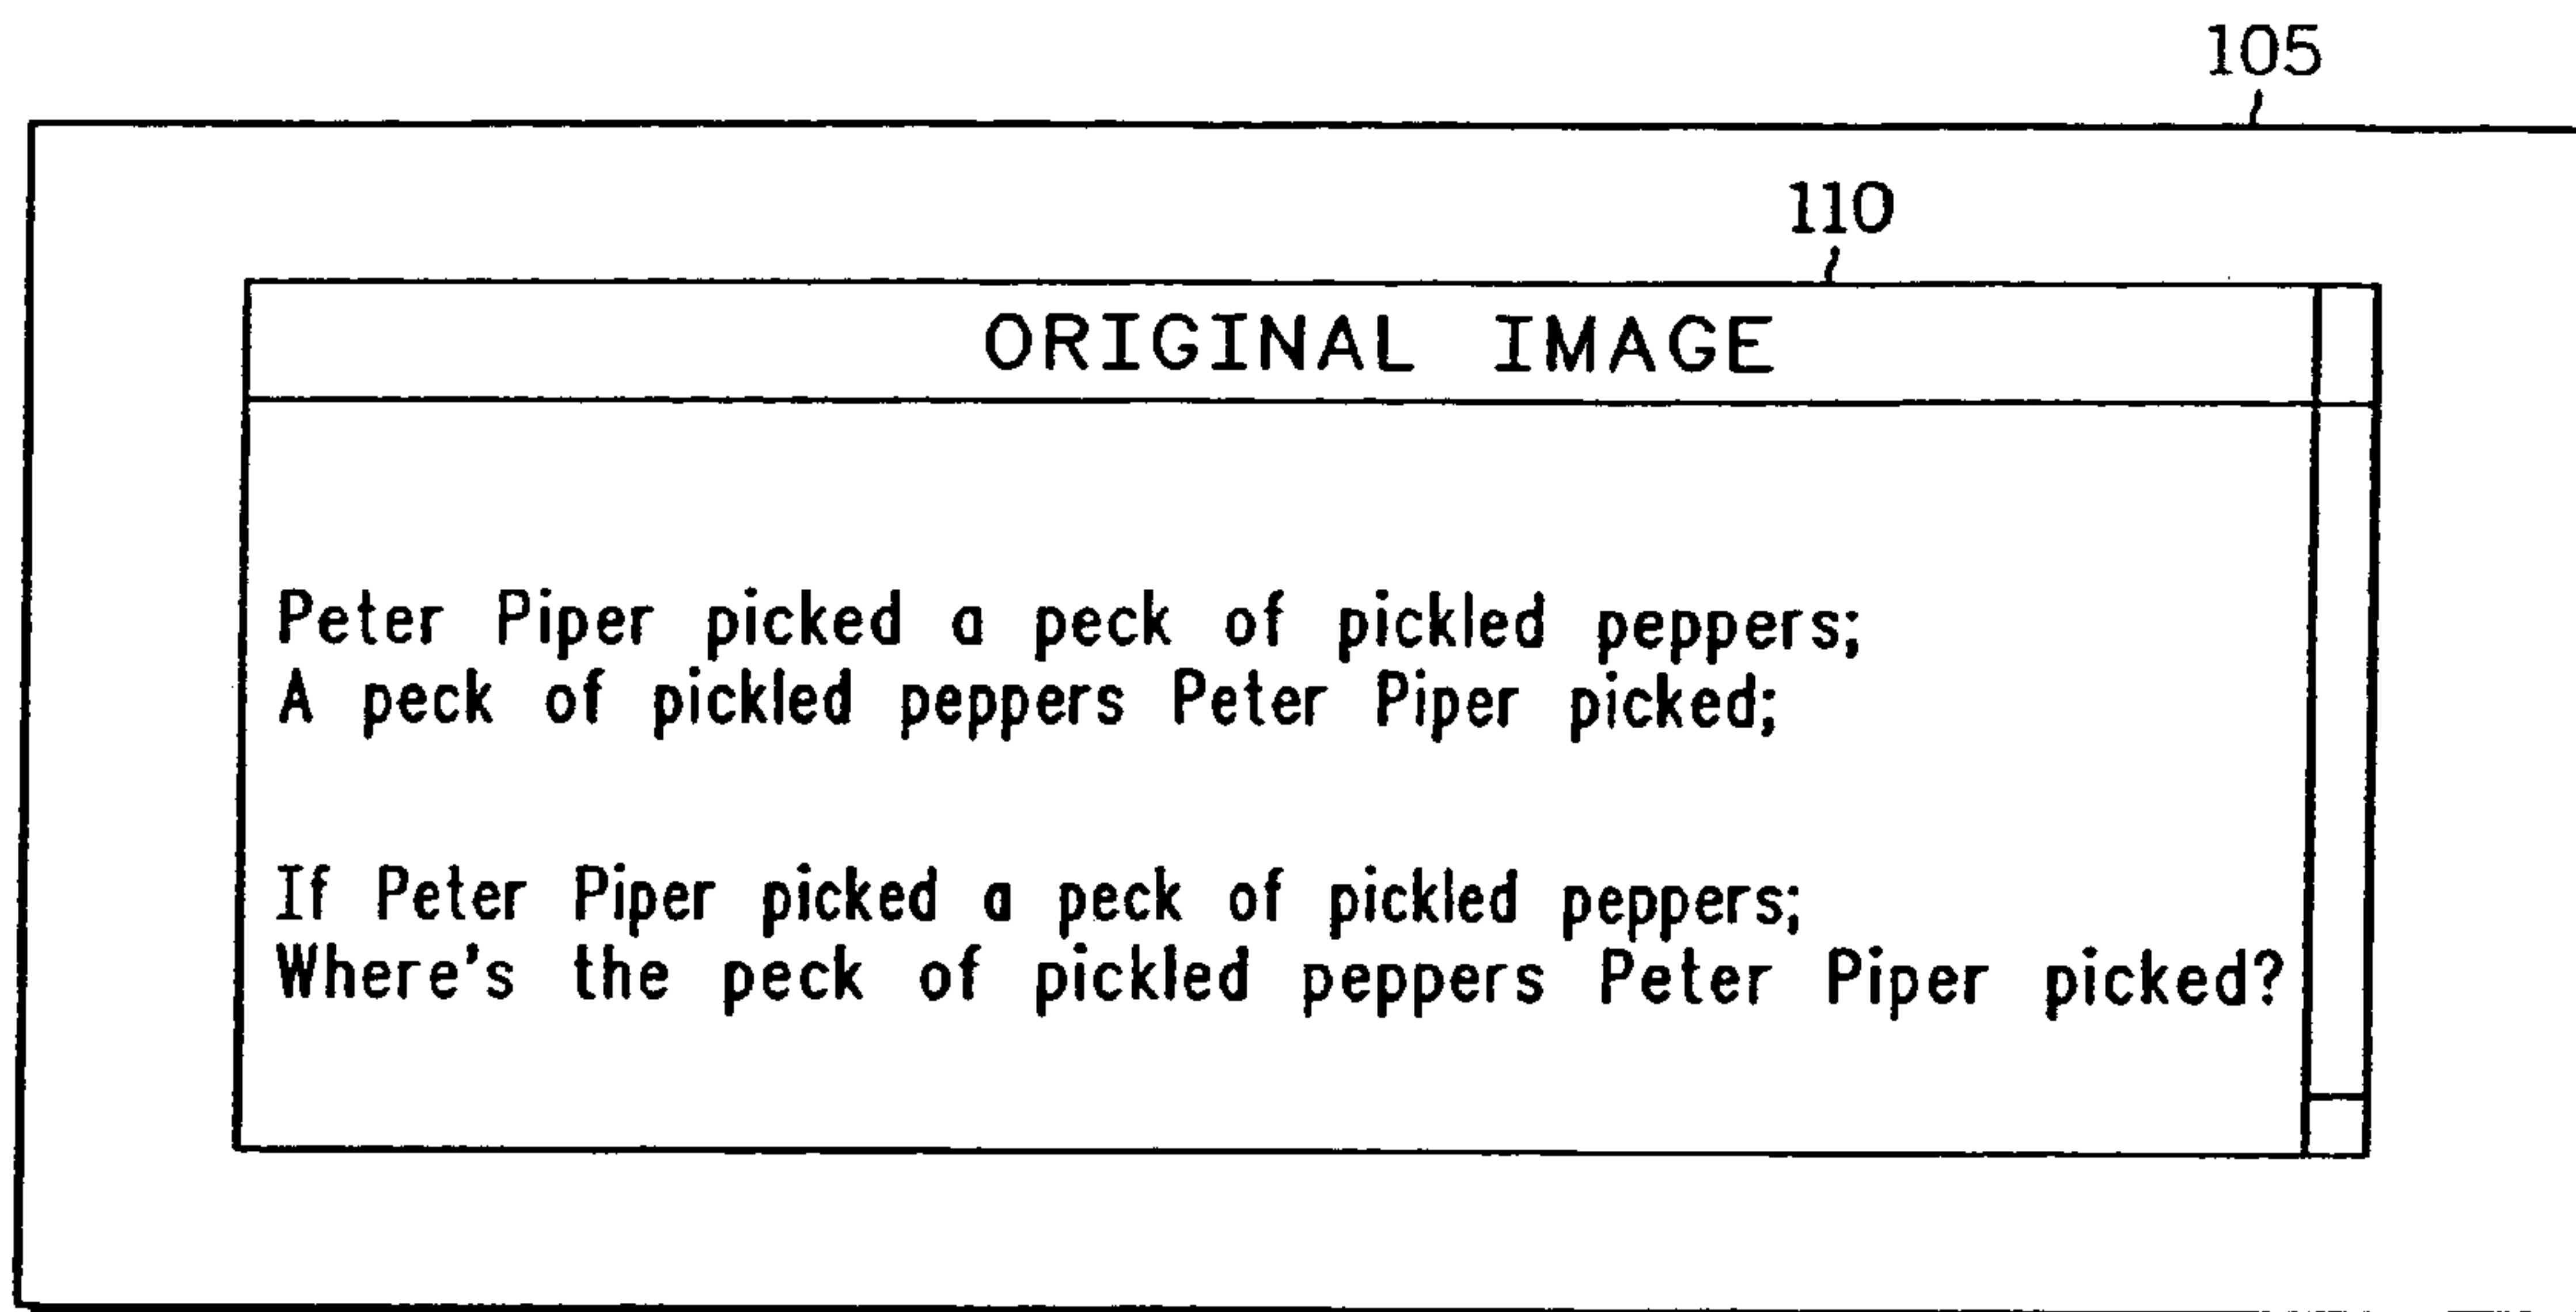 105
110
ORIGINAL IMAGE
Peter Piper picked a peck of pickled peppers;
A peck of pickled peppers Peter Piper picked;
If Peter Piper picked a peck of pickled peppers;
Where's the peck of pickled peppers Peter Piper picked?